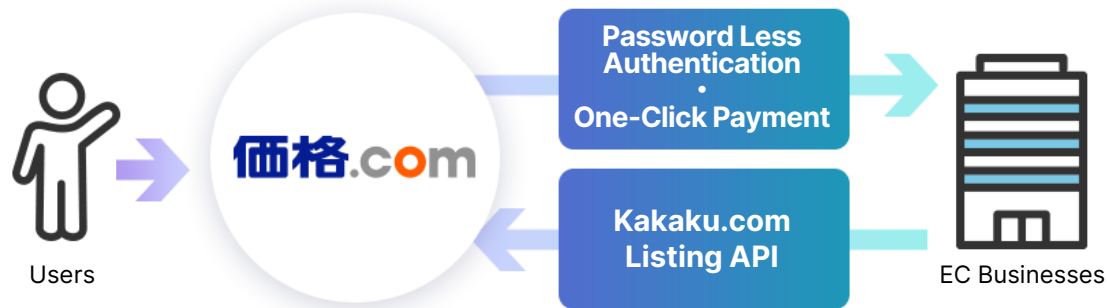 Users
価格.com
Password Less
Authentication
・
One-Click Payment
Kakaku.com
Listing API
EC Businesses